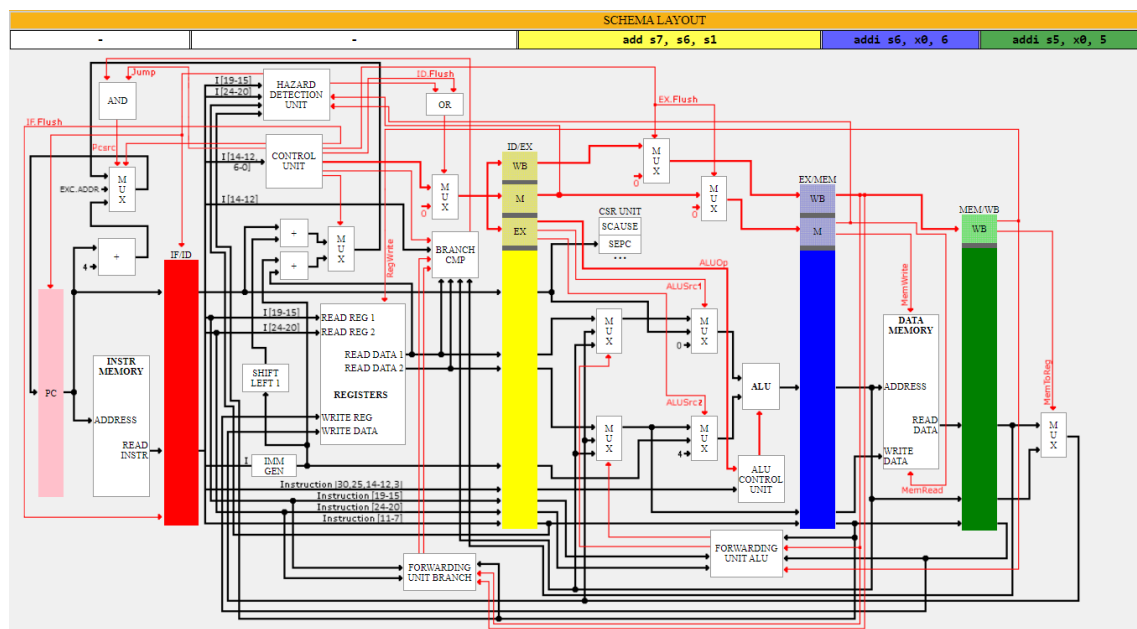 SCHEMA LAYOUT
-
-
add s7, s6, s1
addi s6, x0, 6
addi s5, x0, 5
Jump
AND
I [19-15]
I [24-20]
HAZARD
DETECTION
UNIT
ID.Flush
OR
EX.Flush
IF.Flush
Pcsrc
MUX
EXC.ADDR
I [14-12,
6-0]
CONTROL
UNIT
MUX
0
ID/EX
WB
M
EX
MUX
0
MUX
0
EX/MEM
WB
M
MEM/WB
WB
I [14-12]
+
4
IF/ID
+
+
MUX
RegWrite
BRANCH
CMP
CSR UNIT
SCAUSE
SEPC
...
ALUOp
ALUSrc1
MemWrite
PC
INSTR
MEMORY
ADDRESS
READ
INSTR
I [19-15]
I [24-20]
READ REG 1
READ REG 2
READ DATA 1
READ DATA 2
REGISTERS
WRITE REG
WRITE DATA
SHIFT
LEFT 1
I
IMM
GEN
MUX
MUX
0
ALU
DATA
MEMORY
ADDRESS
READ
DATA
WRITE
DATA
MemToReg
MUX
ALUSrc2
MUX
MUX
4
ALU
CONTROL
UNIT
MemRead
Instruction [30,25,14-12,3]
Instruction [19-15]
Instruction [24-20]
Instruction [11-7]
FORWARDING
UNIT BRANCH
FORWARDING
UNIT ALU